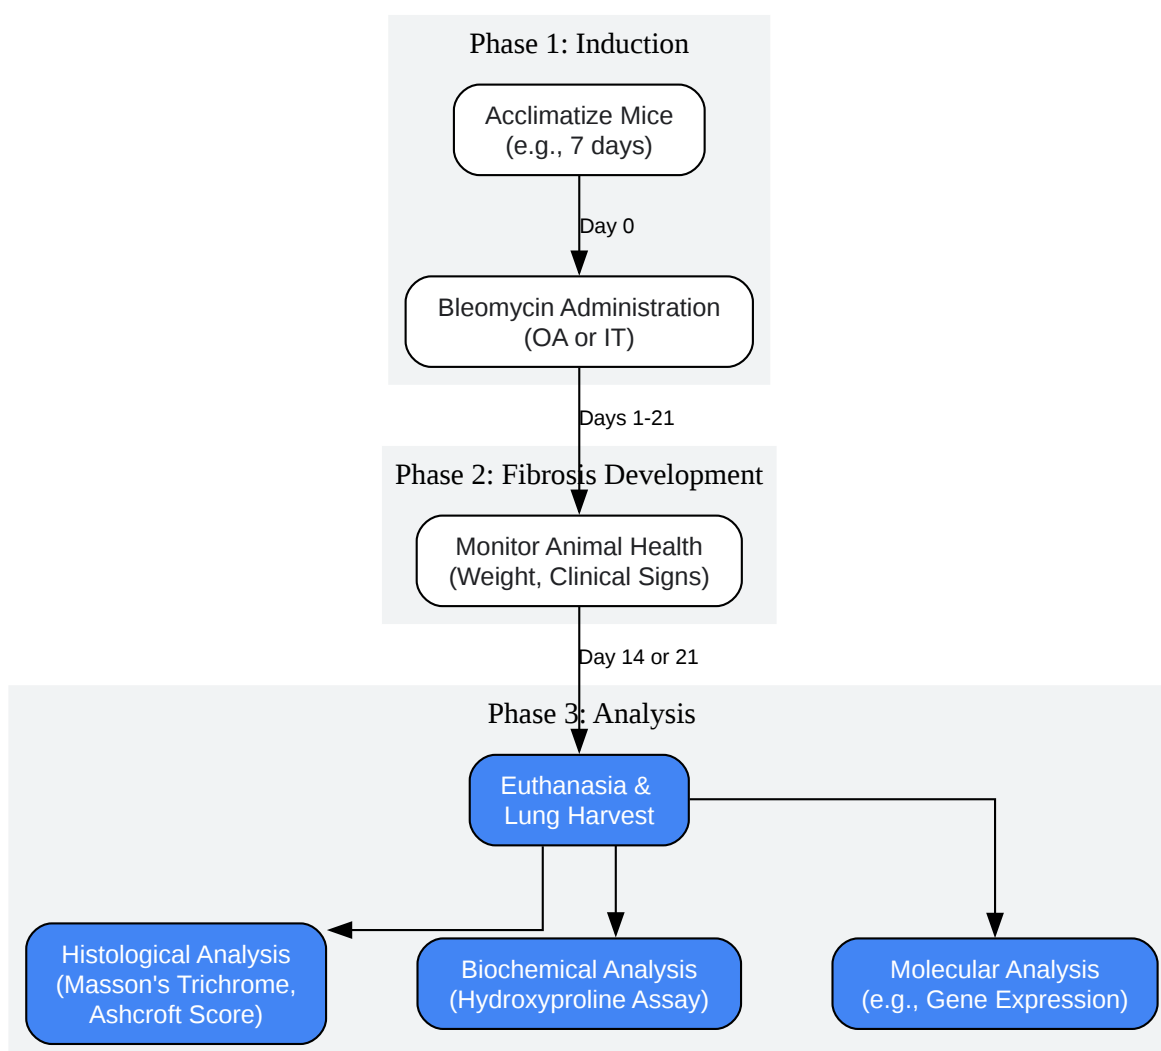 Phase 1: Induction
Acclimatize Mice
(e.g., 7 days)
Day 0
Bleomycin Administration
(OA or IT)
Days 1-21
Phase 2: Fibrosis Development
Monitor Animal Health
(Weight, Clinical Signs)
Day 14 or 21
Phase 3: Analysis
Euthanasia &
Lung Harvest
Histological Analysis
(Masson's Trichrome,
Ashcroft Score)
Biochemical Analysis
(Hydroxyproline Assay)
Molecular Analysis
(e.g., Gene Expression)